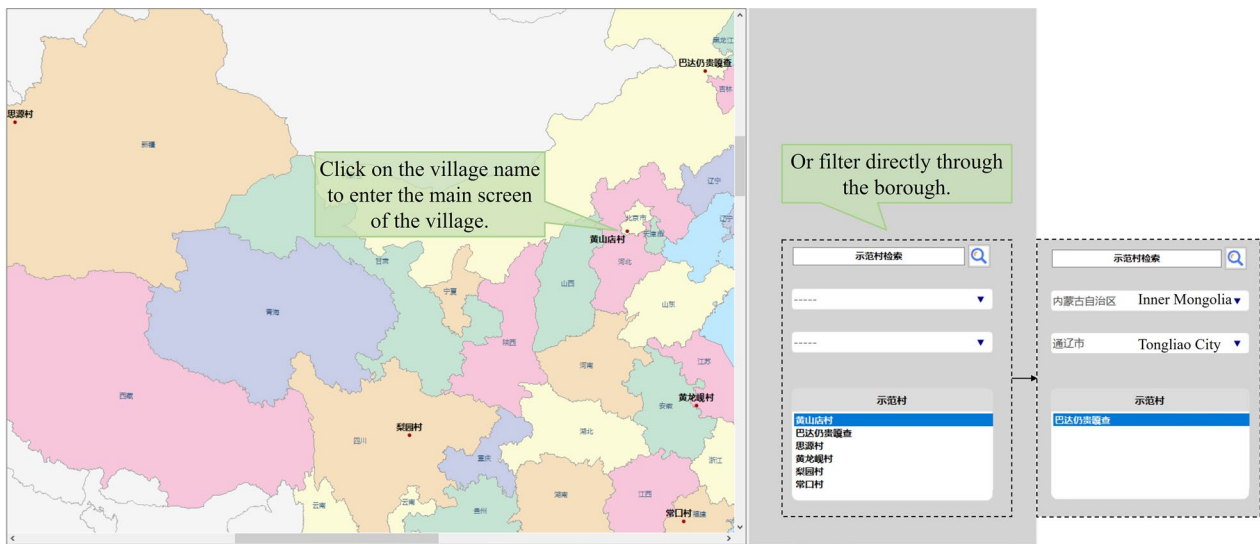 黑龙江
巴达仍贵嘎查
吉林
思源村
新疆
Click on the village name
to enter the main screen
of the village.
辽宁
北京市
辽宁
黄山店村
天津市
甘肃
河北
宁夏
山西
山东
青海
陕西
河南
江苏
西藏
黄龙岘村
安徽
梨园村
四川
湖北
重庆
浙江
湖南
江西
云南
云南
贵州
常口村
福建
Or filter directly through
the borough.
示范村检索
-----
-----
示范村
黄山店村
巴达仍贵嘎查
思源村
黄龙岘村
梨园村
常口村
示范村检索
内蒙古自治区 Inner Mongolia
通辽市 Tongliao City
示范村
巴达仍贵嘎查